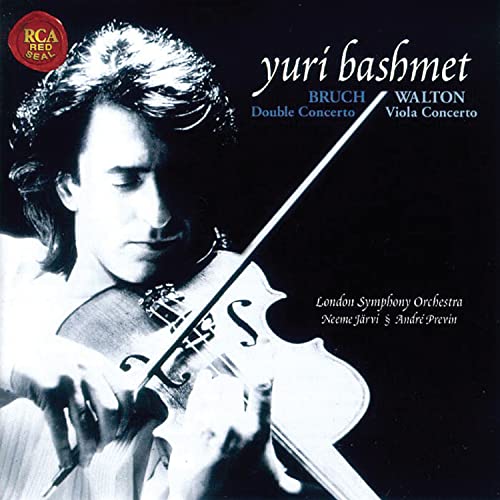 RCA
RED
SEAL
yuri bashmet
BRUCH WALTON
Double Concerto Viola Concerto
London Symphony Orchestra
Neeme Järvi § André Previn